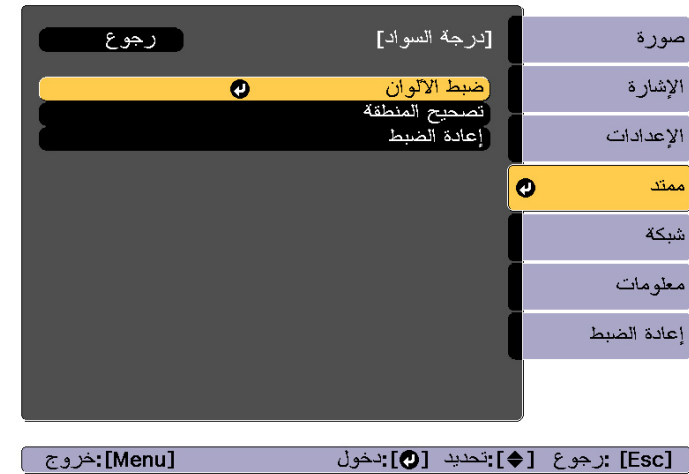 صورة
الإشارة
الإعدادات
ممتد
شبكة
معلومات
إعادة الضبط
[درجة السواد]
رجوع
ضبط الألوان
تصحيح المنطقة
إعادة الضبط
[Esc] :رجوع [◆]:تحديد [↵]:دخول [Menu]:خروج